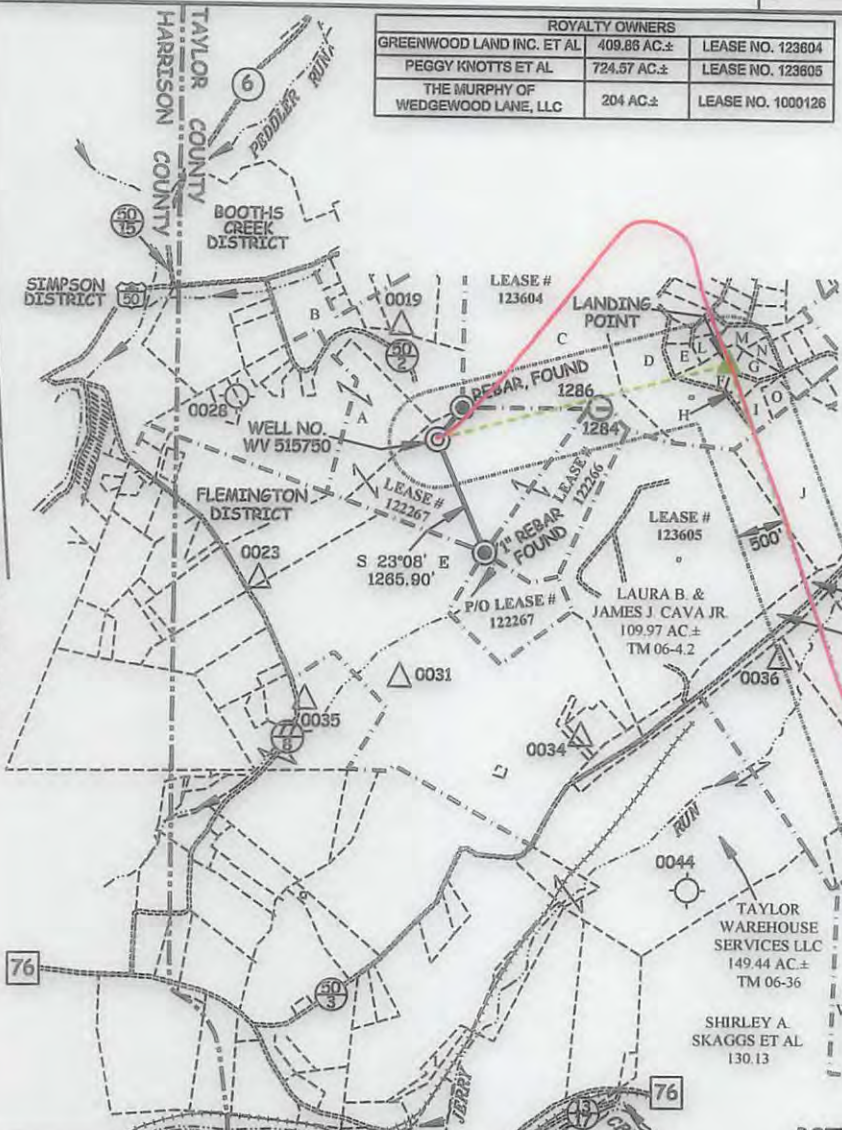 ROYALTY OWNERS
GREENWOOD LAND INC. ET AL 409.86 AC.± LEASE NO. 123604
PEGGY KNOTTS ET AL 724.57 AC.± LEASE NO. 123605
THE MURPHY OF
WEDGEWOOD LANE, LLC 204 AC.± LEASE NO. 1000126
TAYLOR COUNTY
HARRISON COUNTY
6
PEDDLER RUN
50
15
BOOTHS
CREEK
DISTRICT
SIMPSON
DISTRICT
50
B
0019
50
2
LEASE #
123604
LANDING
POINT
C
D
E
L
M
N
G
F
H
I
O
J
REBAR, FOUND
1286
1284
0028
A
WELL NO.
WV 515750
LEASE #
122267
LEASE #
122266
FLEMINGTON
DISTRICT
1" REBAR
FOUND
S 23°08' E
1265.90'
LEASE #
123605
500'
0023
P/O LEASE #
122267
LAURA B. &
JAMES J. CAVA JR.
109.97 AC.±
TM 06-4.2
0031
0035
0036
77
6
0034
RUN
0044
TAYLOR
WAREHOUSE
SERVICES LLC
149.44 AC.±
TM 06-36
76
50
3
SHIRLEY A.
SKAGGS ET AL
130.13
JERRY
76
13
17